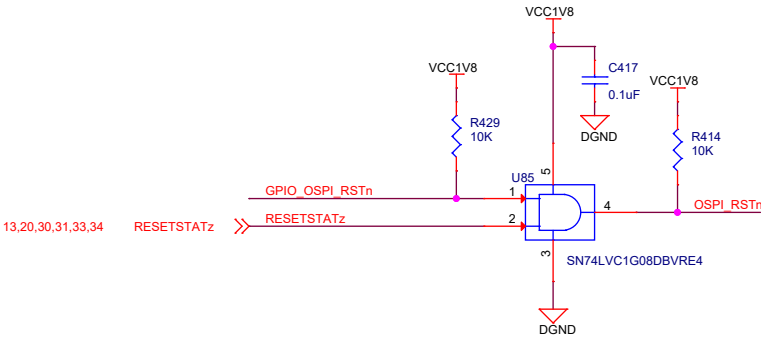 VCC1V8
VCC1V8
C417
0.1uF
VCC1V8
R429
10K
DGND
R414
10K
U85
5
GPIO_OSPI_RSTn
1
4
OSPI_RSTn
13,20,30,31,33,34
RESETSTATz
RESETSTATz
2
3
SN74LVC1G08DBVRE4
DGND